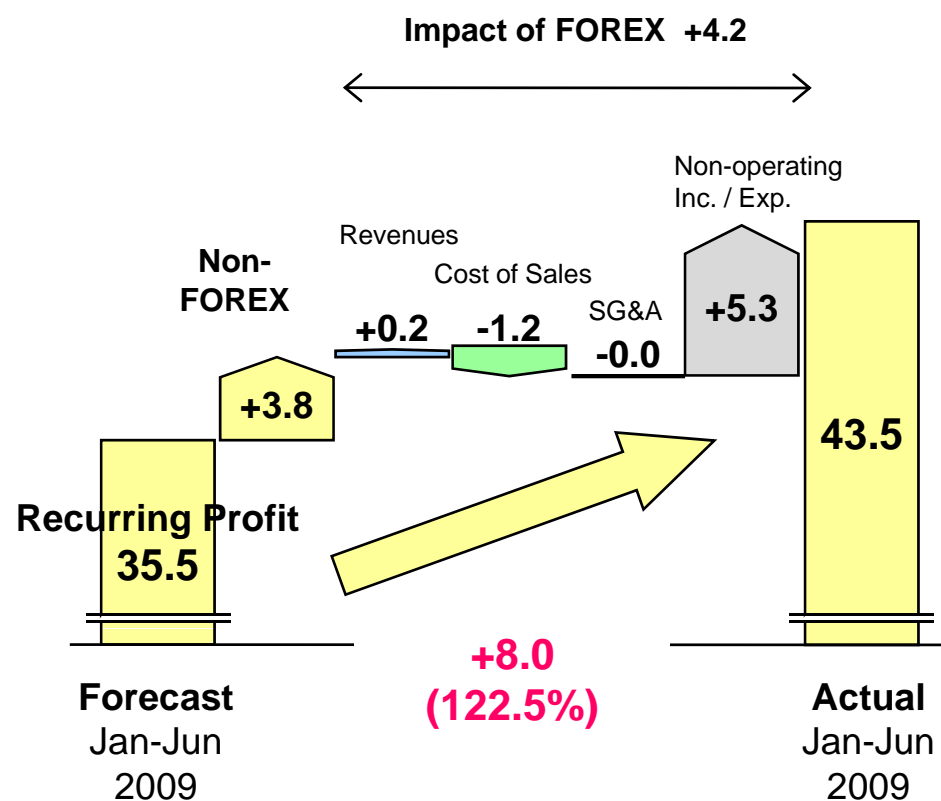 Impact of FOREX +4.2
Non-operating
Inc. / Exp.
Revenues
Non-
FOREX
Cost of Sales
SG&A
+0.2
-1.2
-0.0
+5.3
+3.8
43.5
Recurring Profit
35.5
+8.0
(122.5%)
Forecast
Jan-Jun
2009
Actual
Jan-Jun
2009